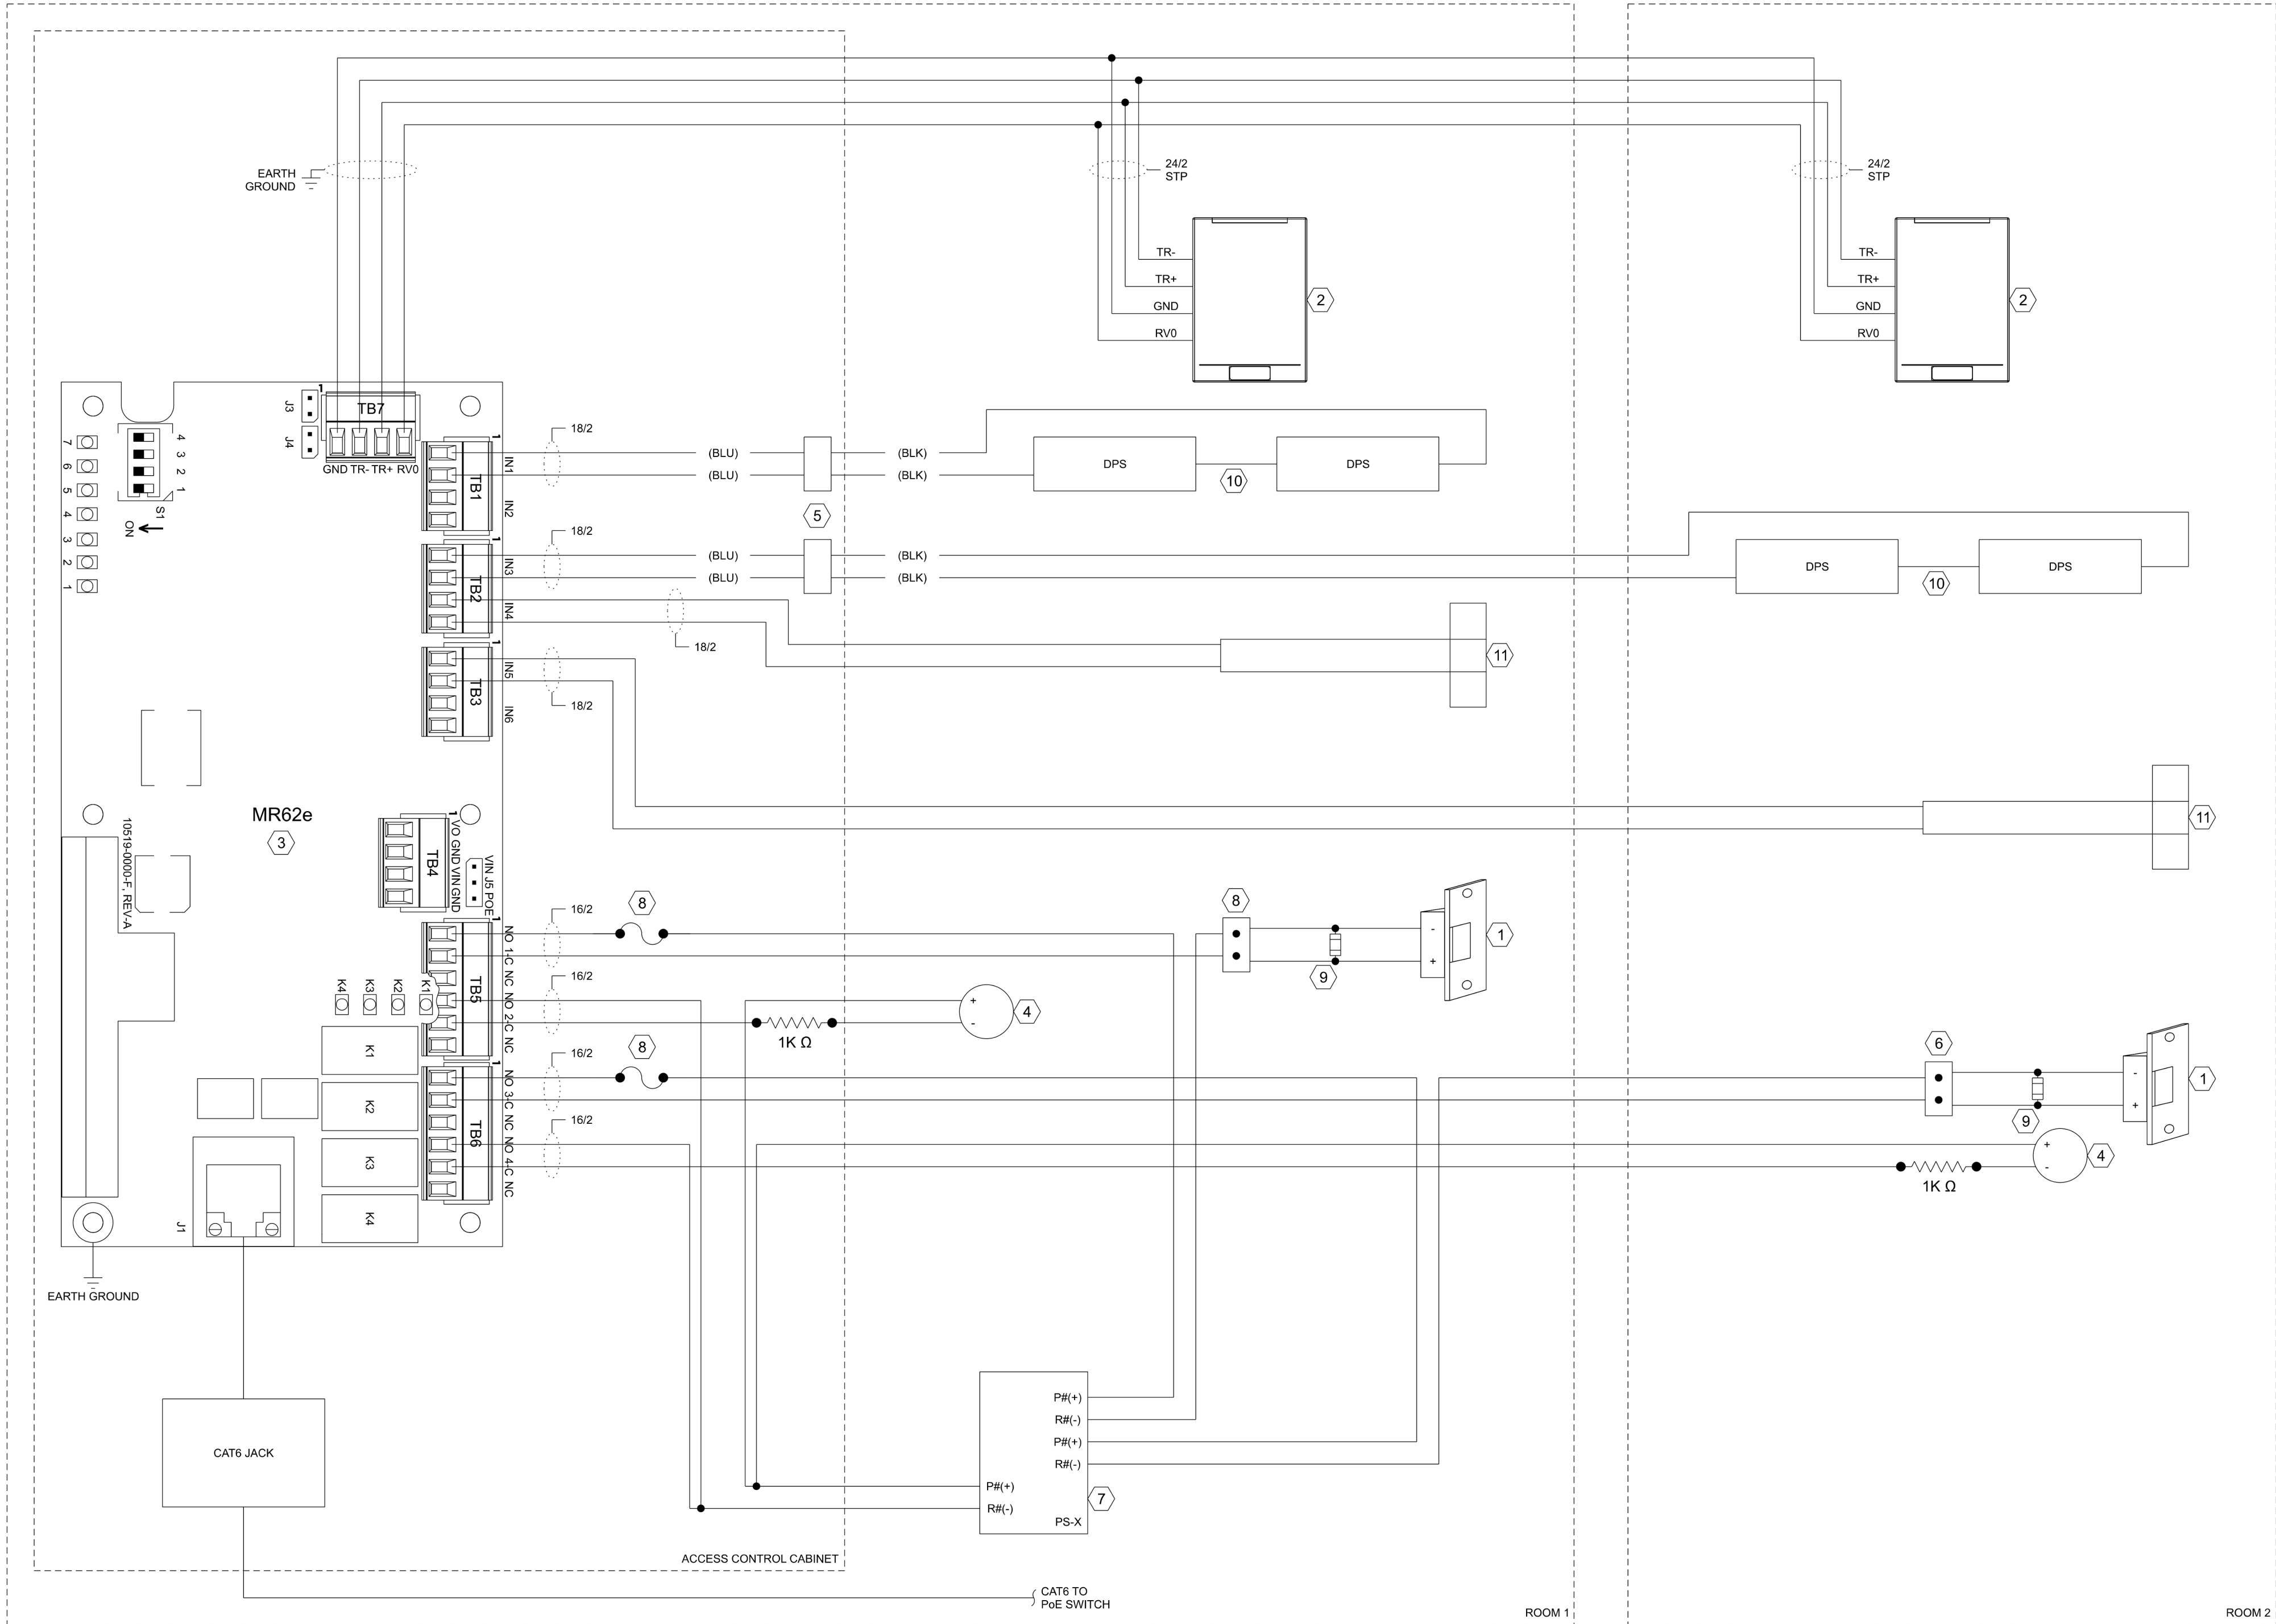 EARTH
GROUND
24/2
STP
24/2
STP
TR-
TR+
GND
RV0
2
TR-
TR+
GND
RV0
2
J3
J4
1
TB7
GND TR- TR+ RV0
7
6
5
4
3
2
1
4
3
2
1
S1
ON
1
IN1
TB1
IN2
18/2
(BLU)
(BLU)
(BLK)
(BLK)
5
DPS
10
DPS
1
IN3
TB2
IN4
18/2
(BLU)
(BLU)
(BLK)
(BLK)
DPS
10
DPS
18/2
11
1
IN5
TB3
IN6
18/2
11
MR62e
3
10519-0000-F, REV-A
1
VO GND VIN GND
TB4
VIN J5 POE
1
NO 1-C NC NO 2-C NC
TB5
16/2
8
8
9
-
+
1
16/2
1K Ω
+
-
4
K4
K3
K2
K1
K1
K2
K3
K4
1
NO 3-C NC NO 4-C NC
TB6
16/2
8
6
9
-
+
1
16/2
1K Ω
+
-
4
J1
EARTH GROUND
CAT6 JACK
P#(+)
R#(-)
P#(+)
R#(-)
P#(+)
R#(-)
PS-X
7
ACCESS CONTROL CABINET
CAT6 TO
PoE SWITCH
ROOM 1
ROOM 2